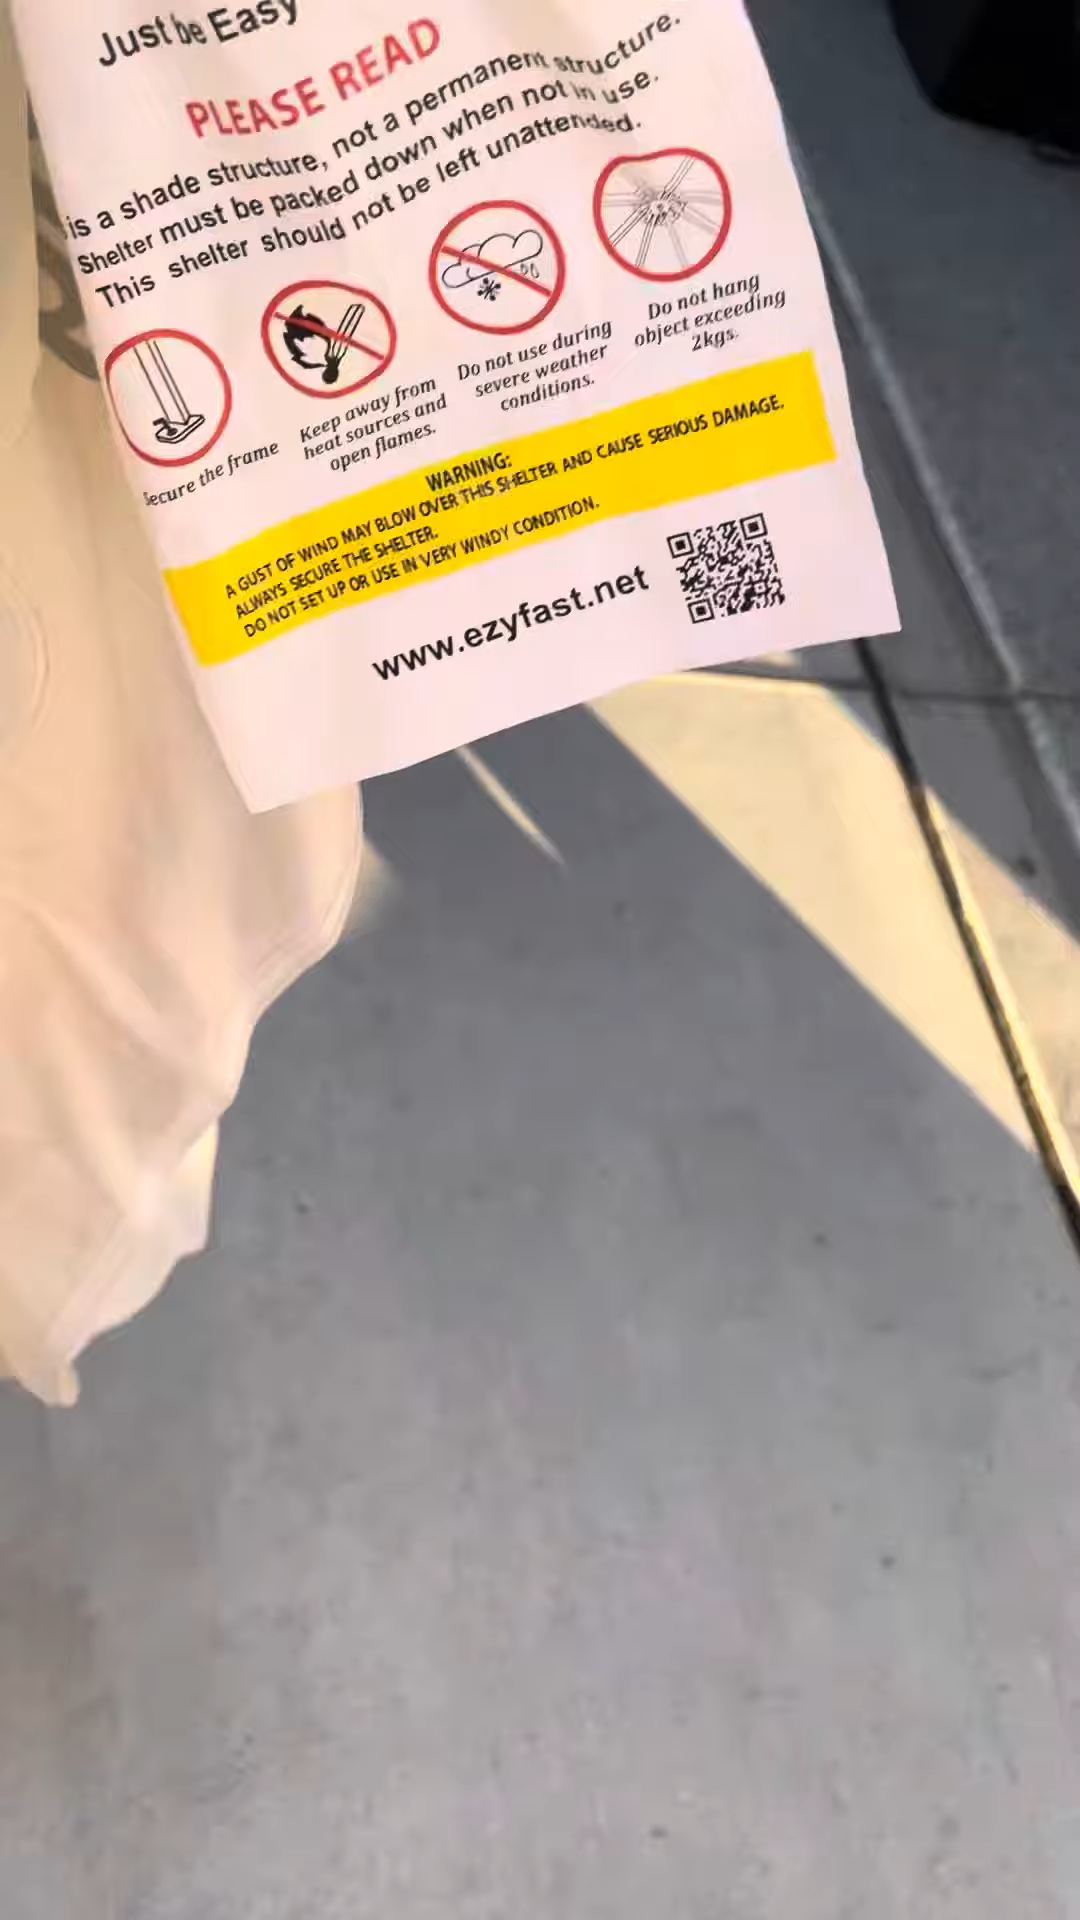 Just be Easy
PLEASE READ
is a shade structure, not a permanent structure.
Shelter must be packed down when not in use.
This shelter should not be left unattended.
Secure the frame
Keep away from
heat sources and
open flames.
Do not use during
severe weather
conditions.
Do not hang
object exceeding
2kgs.
WARNING:
A GUST OF WIND MAY BLOW OVER THIS SHELTER AND CAUSE SERIOUS DAMAGE.
ALWAYS SECURE THE SHELTER.
DO NOT SET UP OR USE IN VERY WINDY CONDITION.
www.ezyfast.net